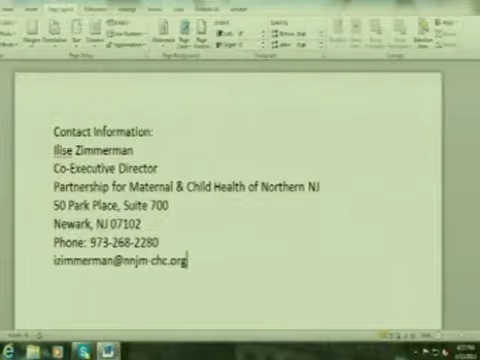 Contact Information:
Ilise Zimmerman
Co-Executive Director
Partnership for Maternal & Child Health of Northern NJ
50 Park Place, Suite 700
Newark, NJ 07102
Phone: 973-268-2280
izimmerman@nnjm-chc.org